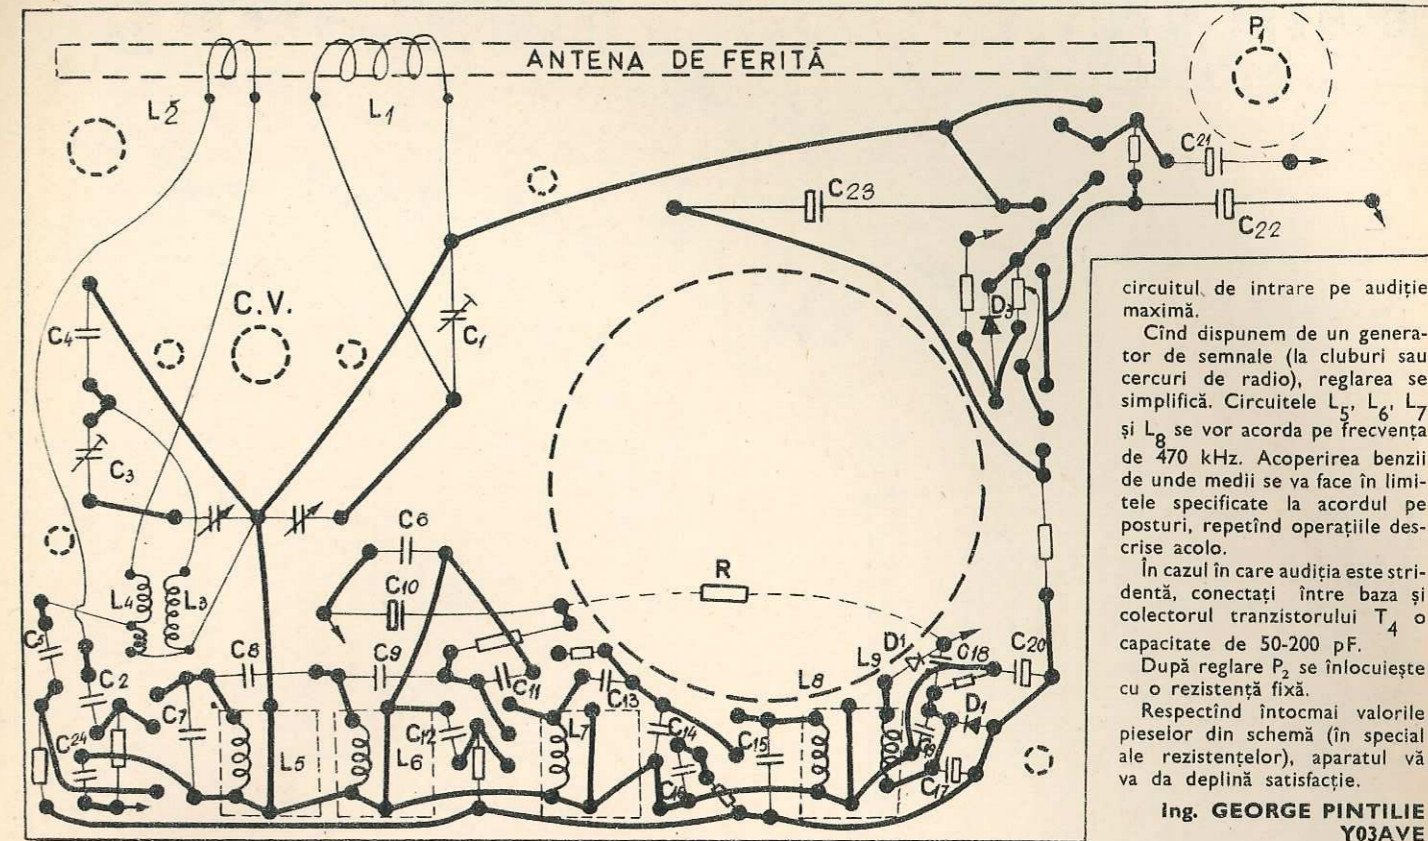 ANTENA DE FERITĂ
P1
L2
L1
C21
C23
C22
C.V.
C4
C1
D3
C3
C6
R
C10
L4
L3
C5
C8
C9
D1
C18
C20
L9
C2
C11
C13
L8
C7
L7
D1
C24
L5
L6
C12
C14
C15
C16
C17
circuitul de intrare pe audiție
maximă.
Cînd dispunem de un genera-
tor de semnale (la cluburi sau
cercuri de radio), reglarea se
simplifică. Circuitele L5, L6, L7
și L8 se vor acorda pe frecvența
de 470 kHz. Acoperirea benzii
de unde medii se va face în limi-
tele specificate la acordul pe
posturi, repetînd operațiile des-
crise acolo.
În cazul în care audiția este stri-
dentă, conectați între baza și
colectorul tranzistorului T4 o
capacitate de 50-200 pF.
După reglare P2 se înlocuiește
cu o rezistență fixă.
Respectînd întocmai valorile
pieselor din schemă (în special
ale rezistențelor), aparatul vă
va da deplină satisfacție.
Ing. GEORGE PINTILIE
Y03AVE